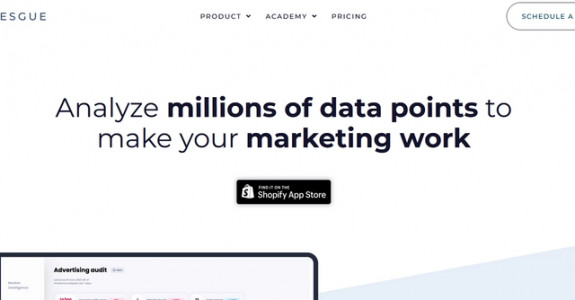 ESGUE
PRODUCT
ACADEMY
PRICING
SCHEDULE A
Analyze millions of data points to
make your marketing work
FIND IT ON THE
Shopify App Store
Advertising audit